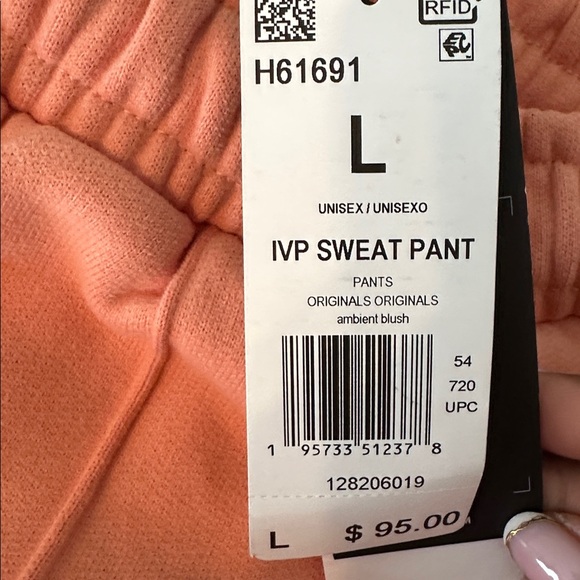 RFID
H61691
L
UNISEX / UNISEXO
IVP SWEAT PANT
PANTS
ORIGINALS ORIGINALS
ambient blush
54
720
UPC
1 95733 51237 8
128206019
L $ 95.00